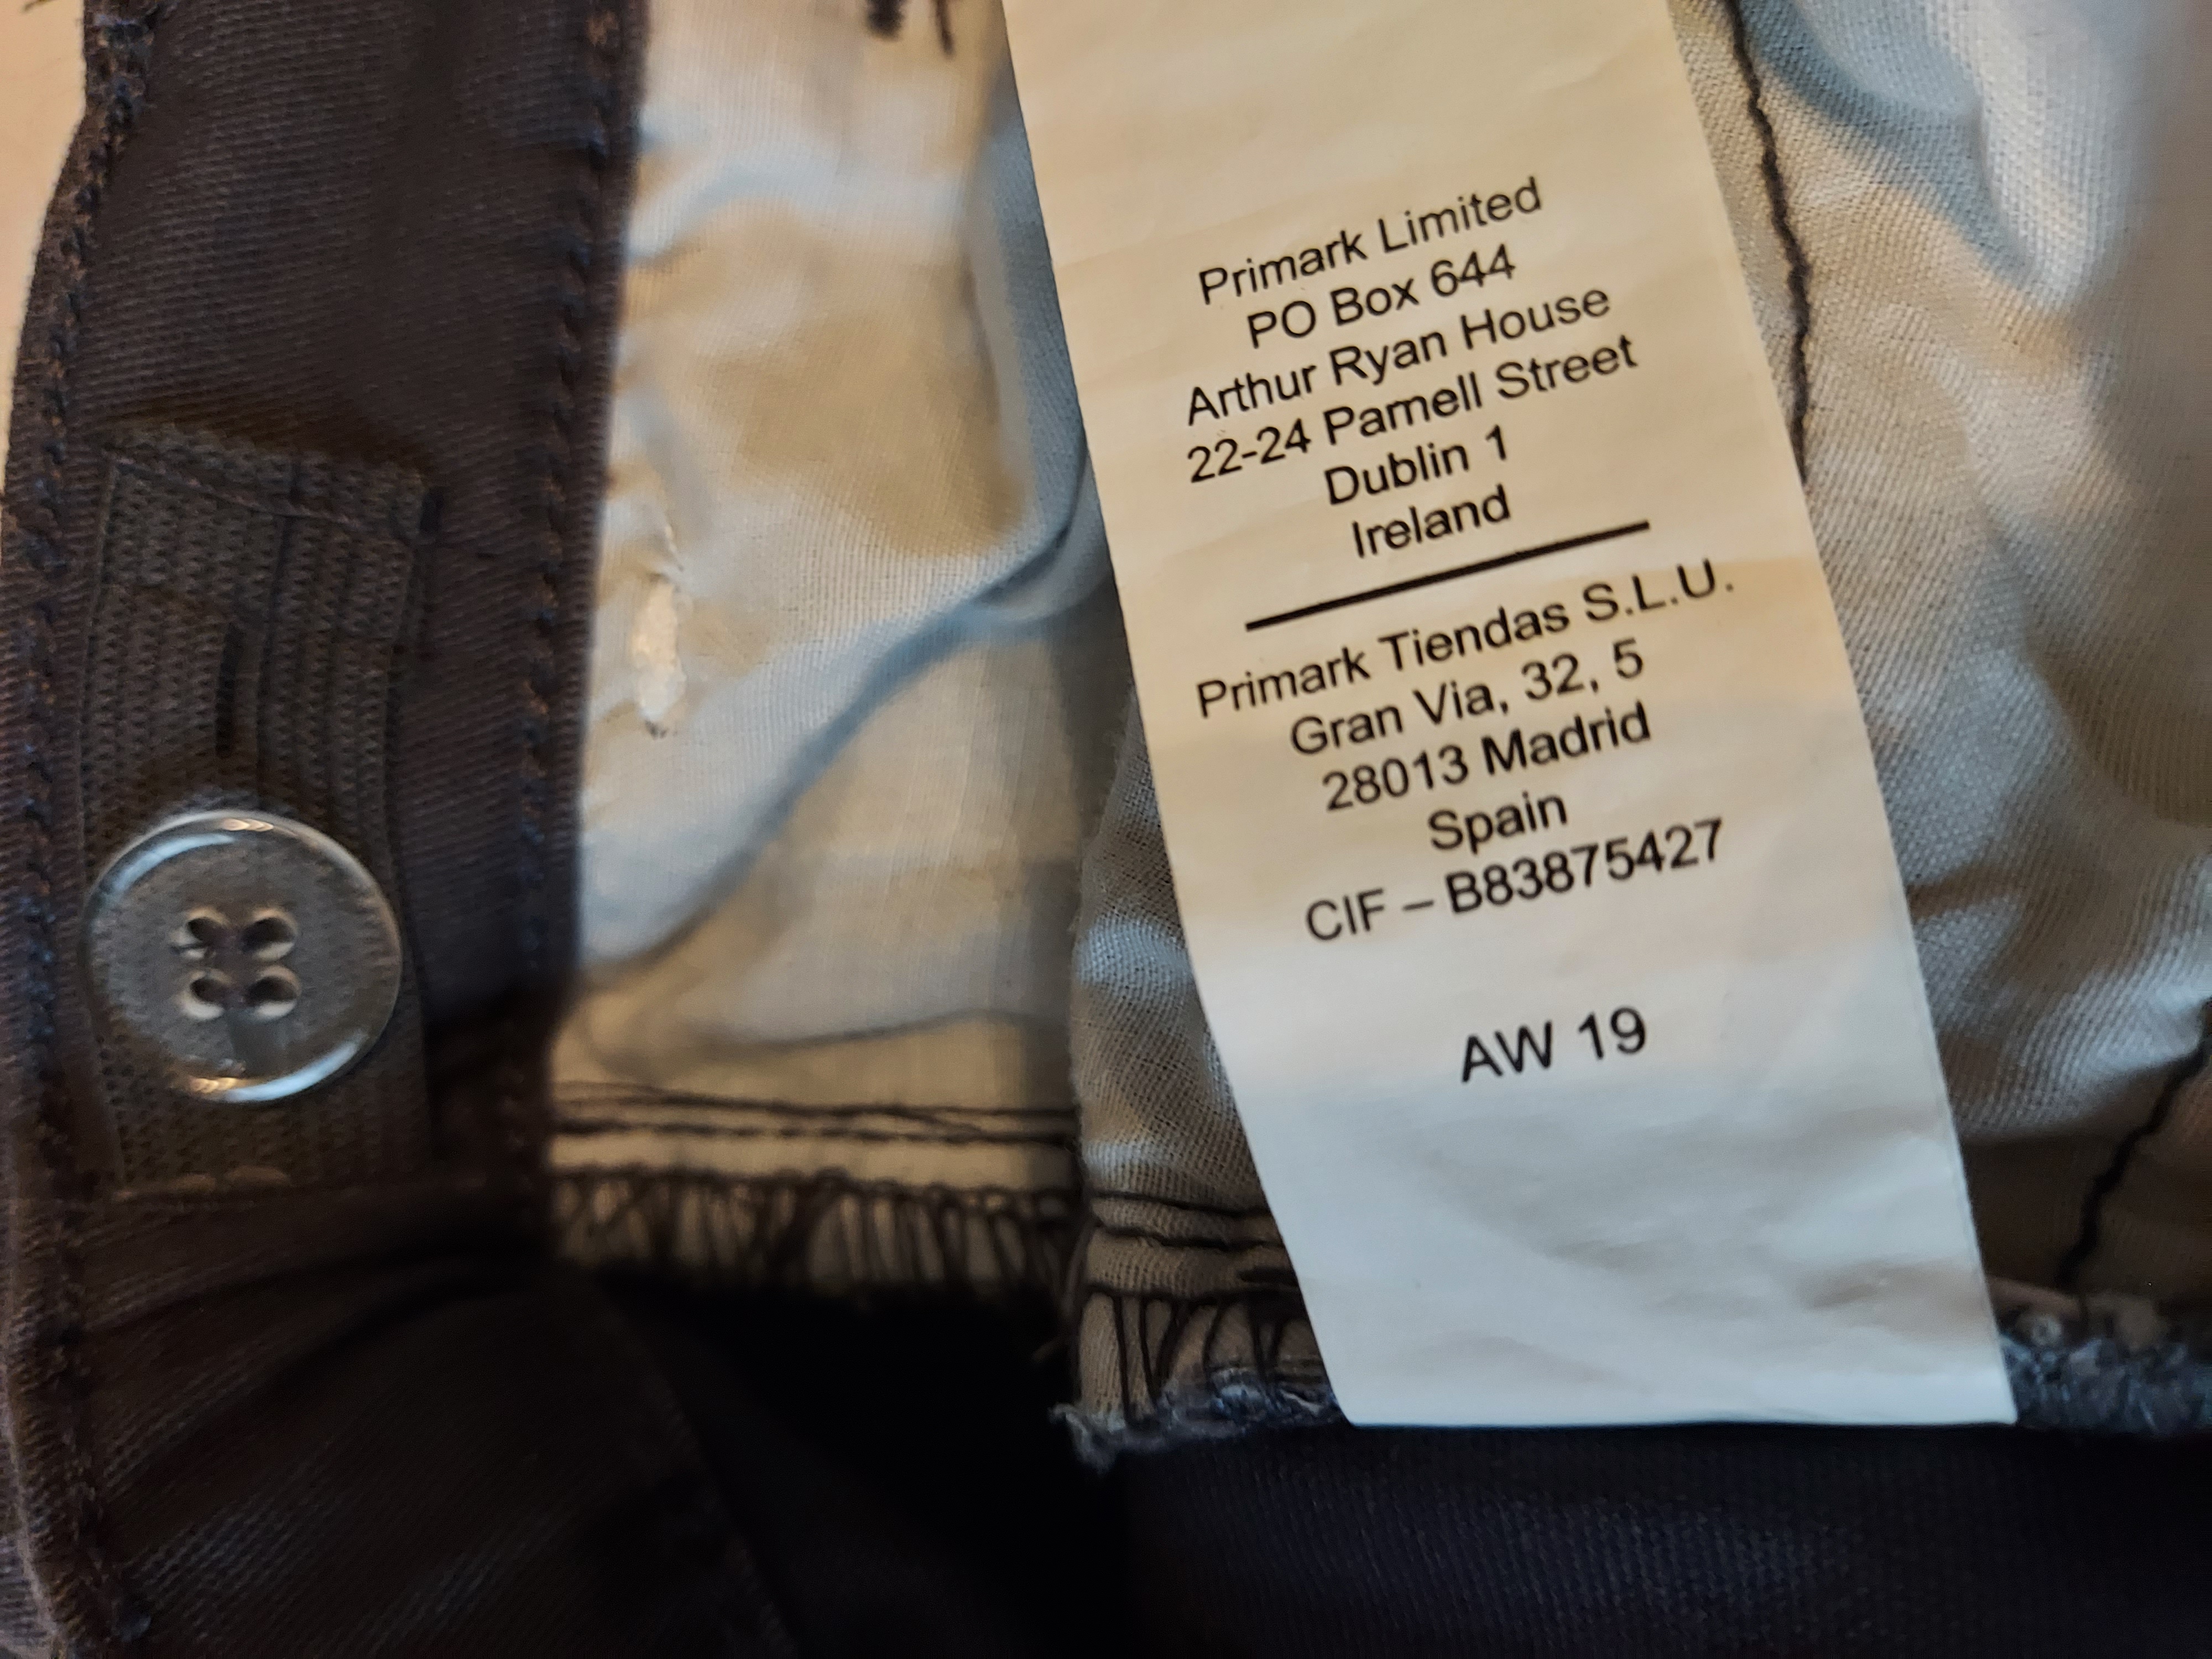 Primark Limited
PO Box 644
Arthur Ryan House
22-24 Parnell Street
Dublin 1
Ireland
Primark Tiendas S.L.U.
Gran Via, 32, 5
28013 Madrid
Spain
CIF – B83875427
AW 19